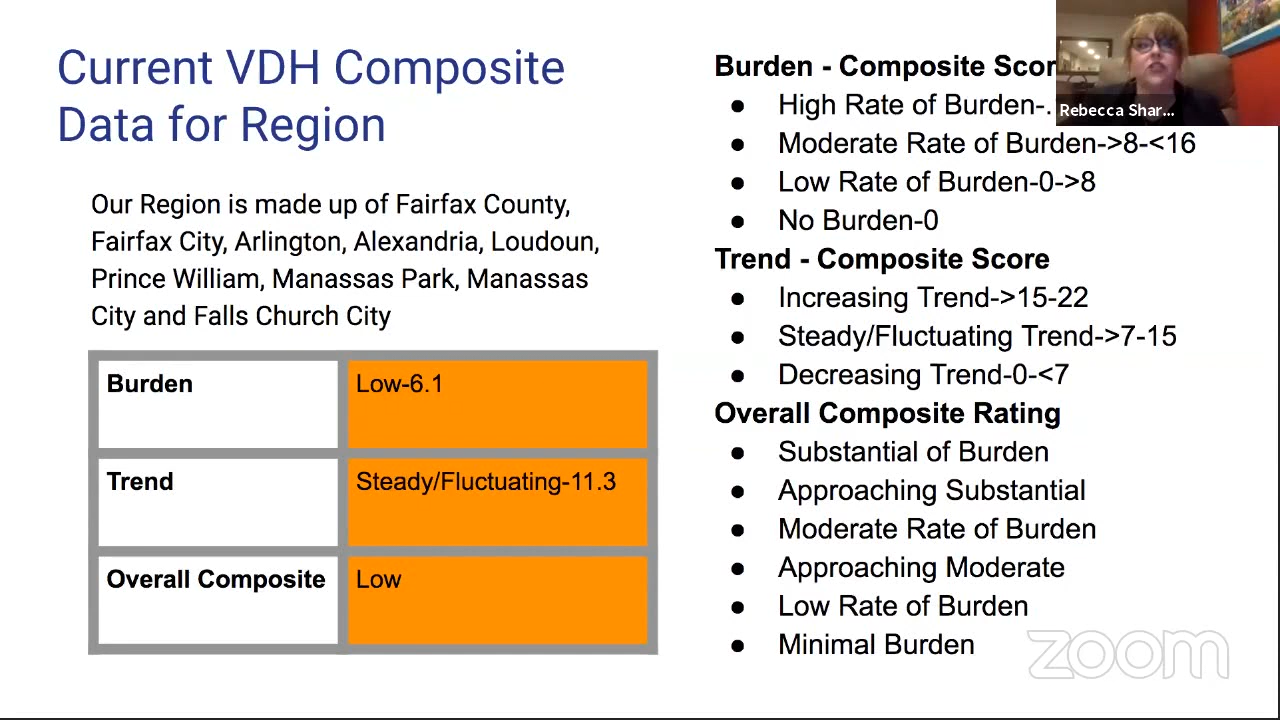 Current VDH Composite
Data for Region
Our Region is made up of Fairfax County,
Fairfax City, Arlington, Alexandria, Loudoun,
Prince William, Manassas Park, Manassas
City and Falls Church City
Burden Low-6.1
Trend Steady/Fluctuating-11.3
Overall Composite Low
Burden - Composite Scor
● High Rate of Burden-.
● Moderate Rate of Burden->8-<16
● Low Rate of Burden-0->8
● No Burden-0
Trend - Composite Score
● Increasing Trend->15-22
● Steady/Fluctuating Trend->7-15
● Decreasing Trend-0-<7
Overall Composite Rating
● Substantial of Burden
● Approaching Substantial
● Moderate Rate of Burden
● Approaching Moderate
● Low Rate of Burden
● Minimal Burden
Rebecca Shar...
zoom